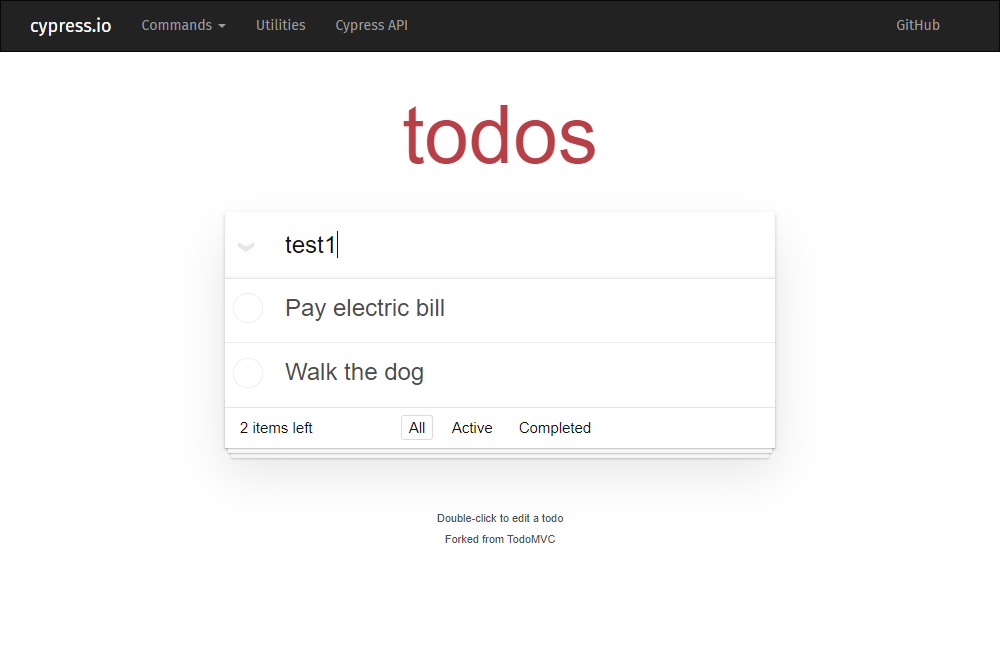 cypress.io Commands Utilities Cypress API GitHub
todos
test1
Pay electric bill
Walk the dog
2 items left All Active Completed
Double-click to edit a todo
Forked from TodoMVC